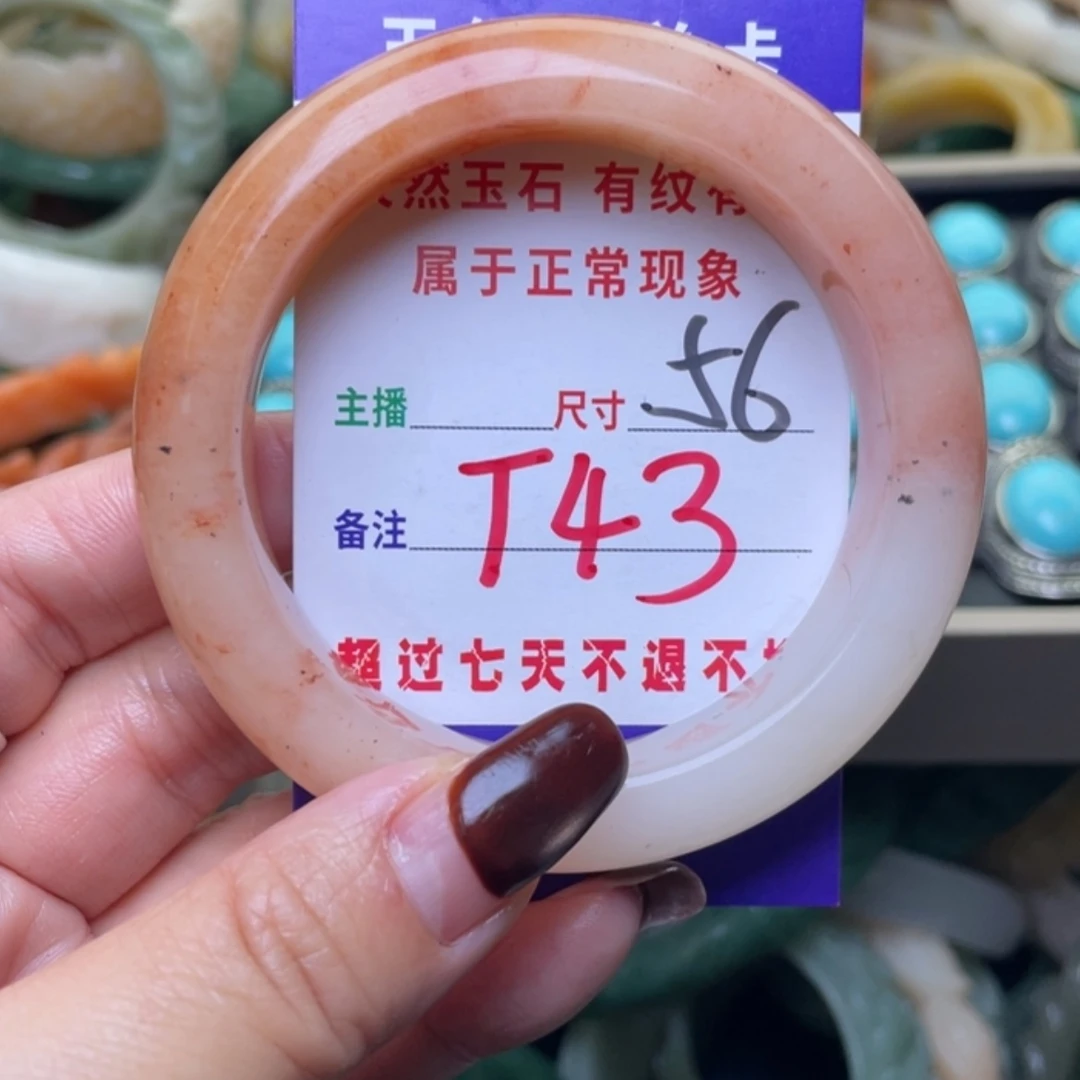 然玉石 有纹有
属于正常现象
主播 尺寸 56
备注 T43
超过七天不退不